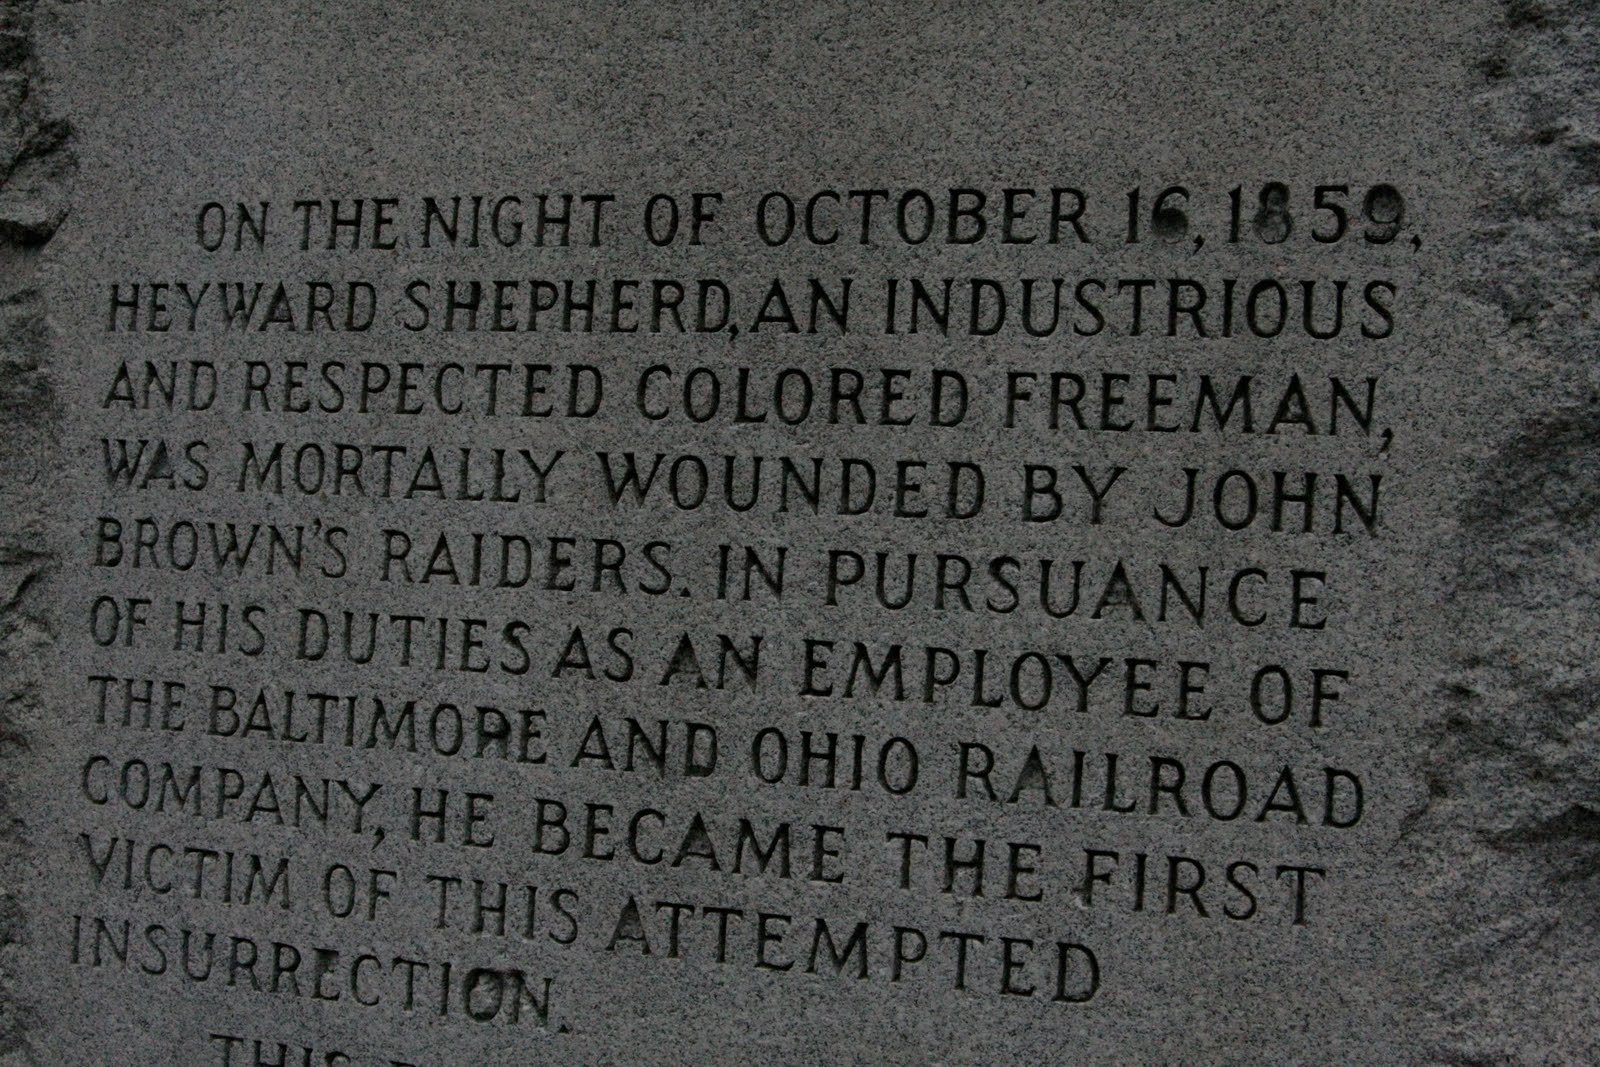 ON THE NIGHT OF OCTOBER 16, 1859,
HEYWARD SHEPHERD, AN INDUSTRIOUS
AND RESPECTED COLORED FREEMAN,
WAS MORTALLY WOUNDED BY JOHN
BROWN'S RAIDERS. IN PURSUANCE
OF HIS DUTIES AS AN EMPLOYEE OF
THE BALTIMORE AND OHIO RAILROAD
COMPANY, HE BECAME THE FIRST
VICTIM OF THIS ATTEMPTED
INSURRECTION.
THIS